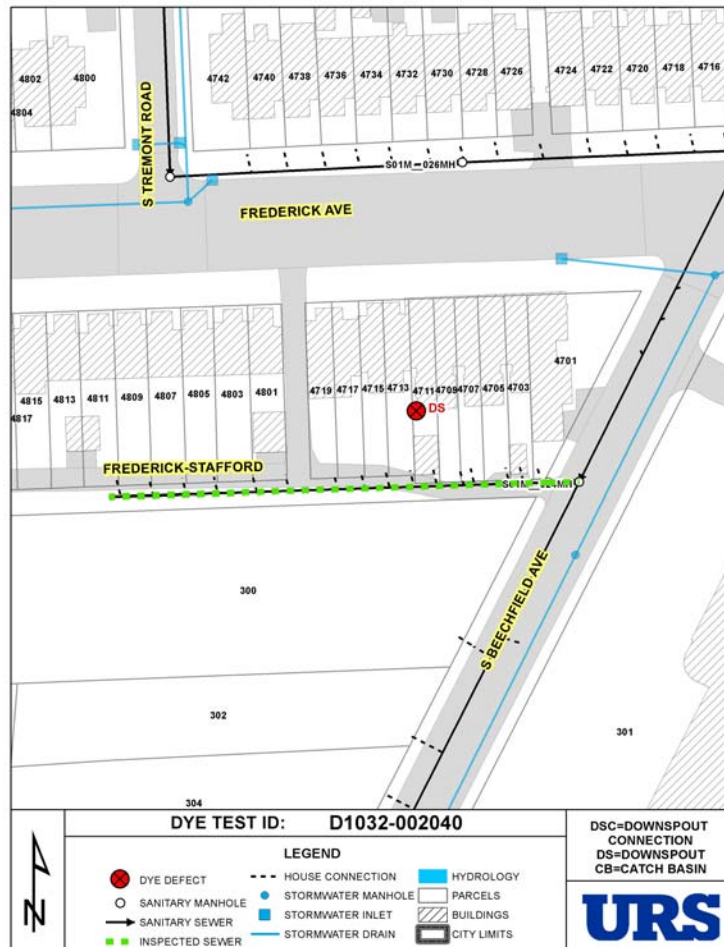 4802
4800
4804
4742
4740
4738
4736
4734
4732
4730
4728
4726
4724
4722
4720
4718
4716
S TREMONT ROAD
S01M__026MH
FREDERICK AVE
4815
4813
4811
4809
4807
4805
4803
4801
4817
4719
4717
4715
4713
4711
4709
4707
4705
4703
4701
DS
FREDERICK-STAFFORD
S BEECHFIELD AVE
300
302
304
301
DYE TEST ID: D1032-002040
LEGEND
DYE DEFECT
SANITARY MANHOLE
SANITARY SEWER
INSPECTED SEWER
HOUSE CONNECTION
STORMWATER MANHOLE
STORMWATER INLET
STORMWATER DRAIN
HYDROLOGY
PARCELS
BUILDINGS
CITY LIMITS
N
DSC=DOWNSPOUT
CONNECTION
DS=DOWNSPOUT
CB=CATCH BASIN
URS